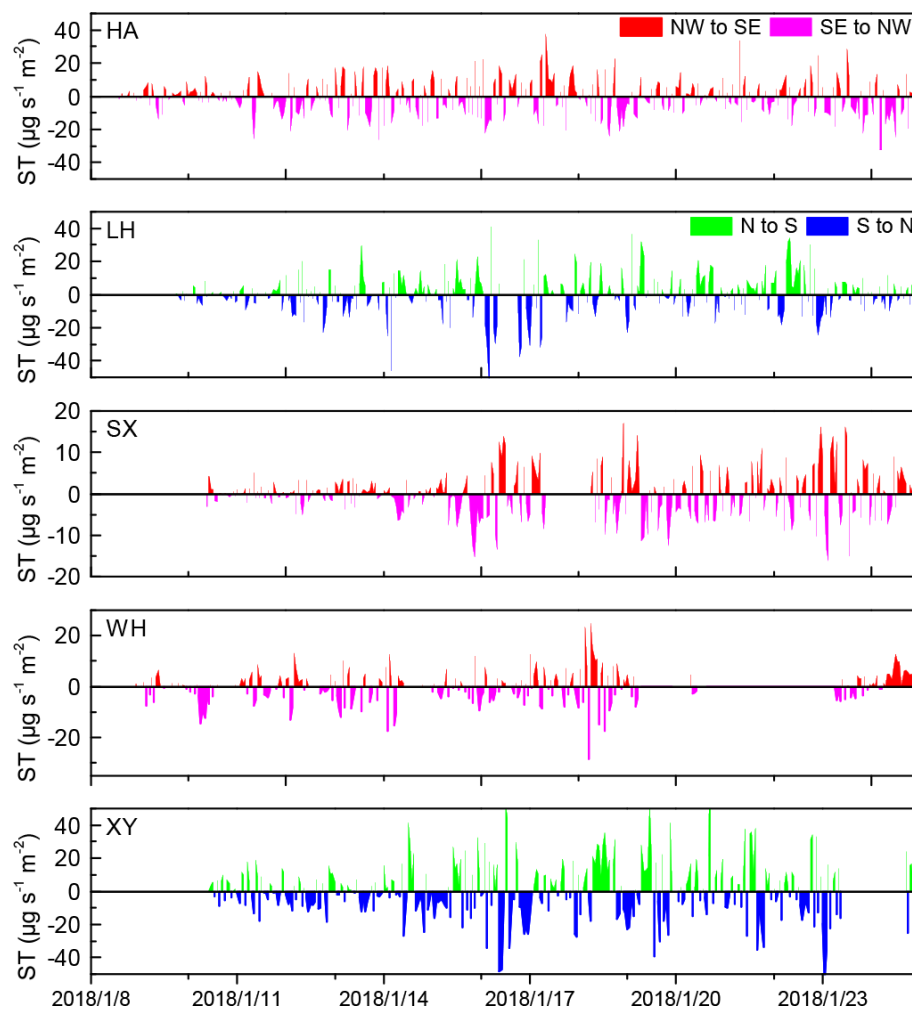 HA
NW to SE
SE to NW
ST (µg s⁻¹ m⁻²)
40
20
0
-20
-40
LH
N to S
S to N
ST (µg s⁻¹ m⁻²)
40
20
0
-20
-40
SX
ST (µg s⁻¹ m⁻²)
20
10
0
-10
-20
WH
ST (µg s⁻¹ m⁻²)
20
0
-20
XY
ST (µg s⁻¹ m⁻²)
40
20
0
-20
-40
2018/1/8 2018/1/11 2018/1/14 2018/1/17 2018/1/20 2018/1/23